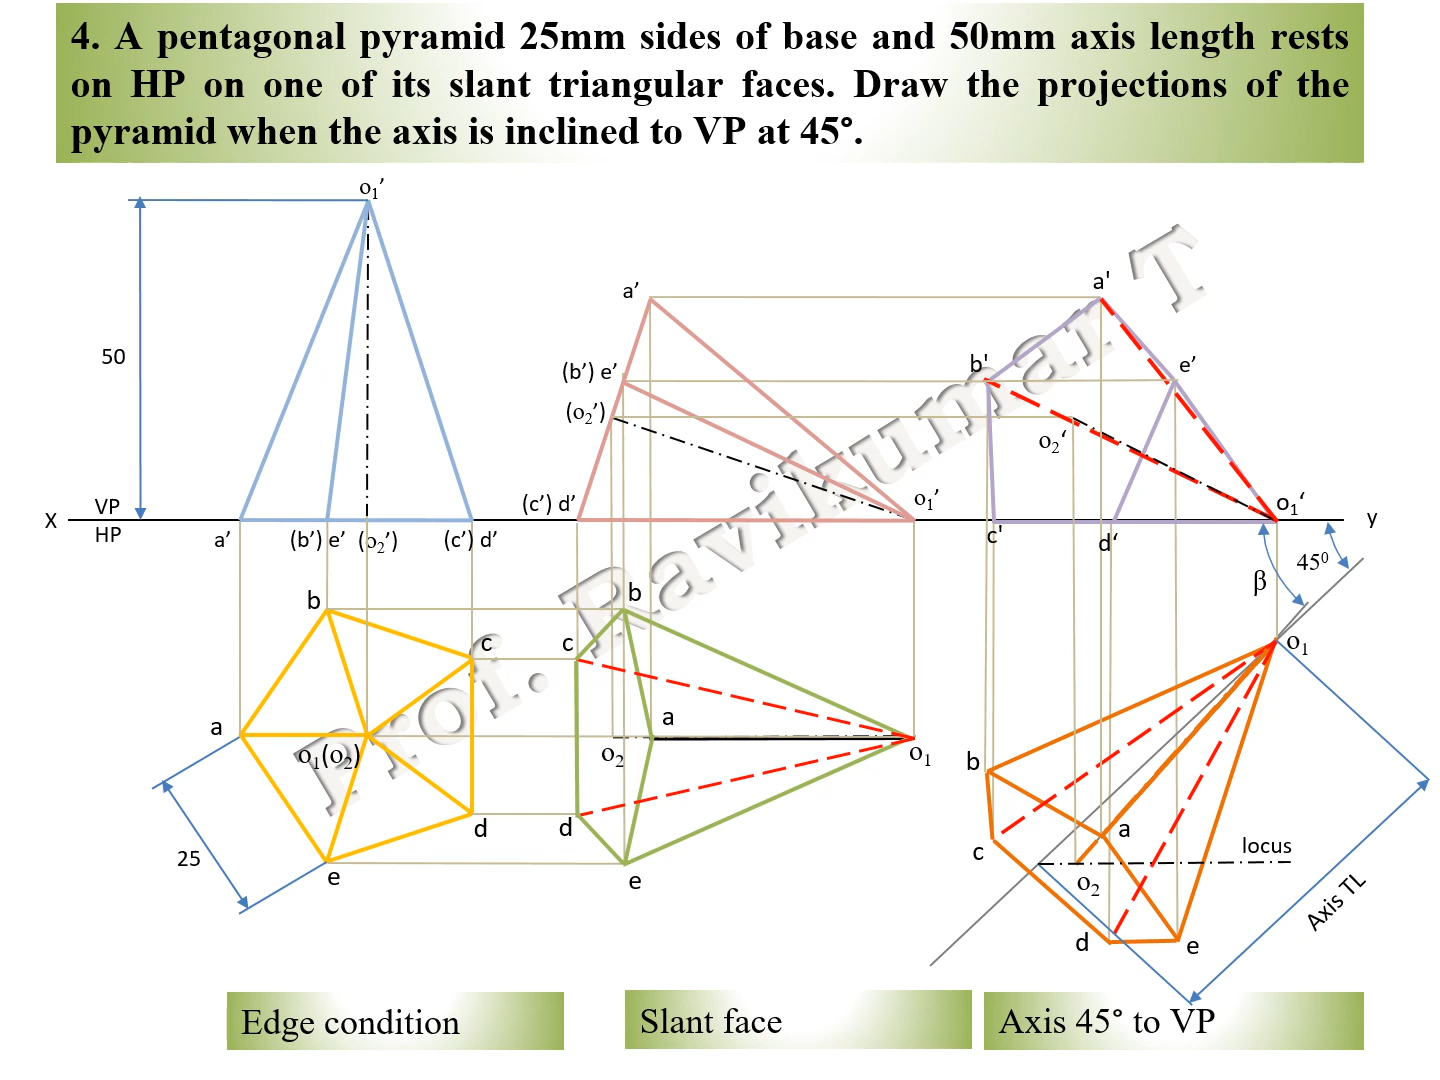 4. A pentagonal pyramid 25mm sides of base and 50mm axis length rests
on HP on one of its slant triangular faces. Draw the projections of the
pyramid when the axis is inclined to VP at 45°.
o₁’
a’
a'
50
(b’) e’
b'
e’
(o₂’)
o₂‘
X
VP
HP
a’
(b’) e’
(o₂’)
(c’) d’
(c’) d’
o₁’
c'
d‘
o₁‘
y
β
45⁰
b
c
a
o₁(o₂)
d
e
25
b
c
a
o₂
o₁
d
e
o₁
b
a
c
locus
o₂
d
e
Axis TL
Prof. Ravikumar T
Edge condition
Slant face
Axis 45° to VP